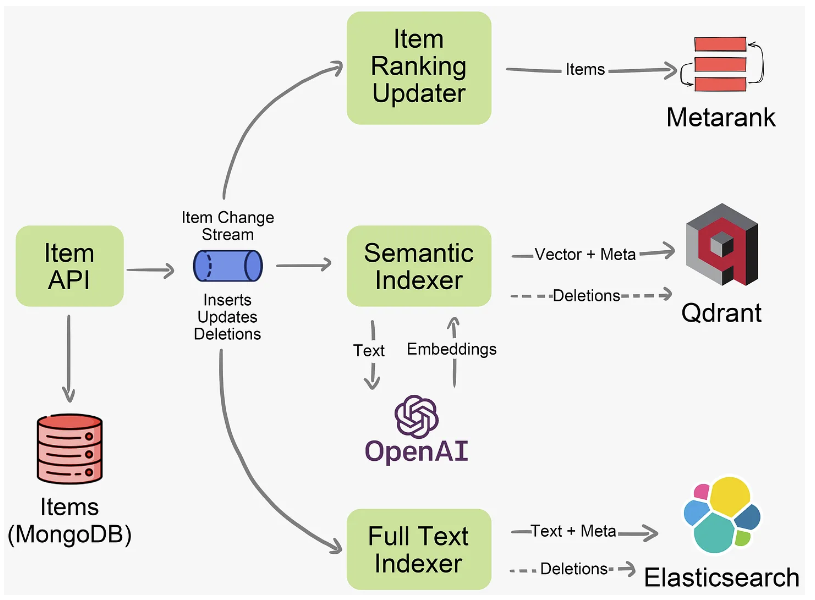 Item
Ranking
Updater
Items
Metarank
Item Change
Stream
Item
API
Inserts
Updates
Deletions
Semantic
Indexer
Vector + Meta
Deletions
Qdrant
Text
Embeddings
OpenAI
Items
(MongoDB)
Full Text
Indexer
Text + Meta
Deletions
Elasticsearch